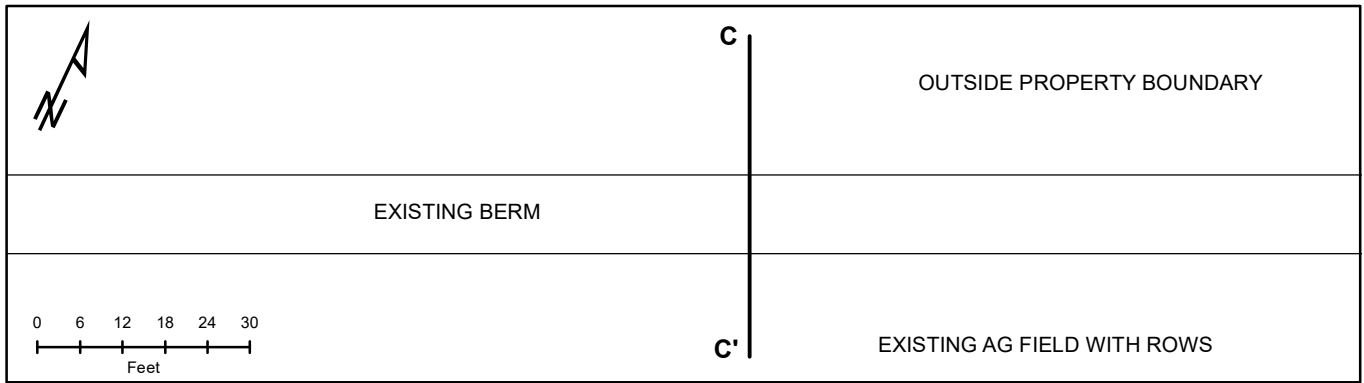 N
C
OUTSIDE PROPERTY BOUNDARY
EXISTING BERM
0 6 12 18 24 30
Feet
C'
EXISTING AG FIELD WITH ROWS